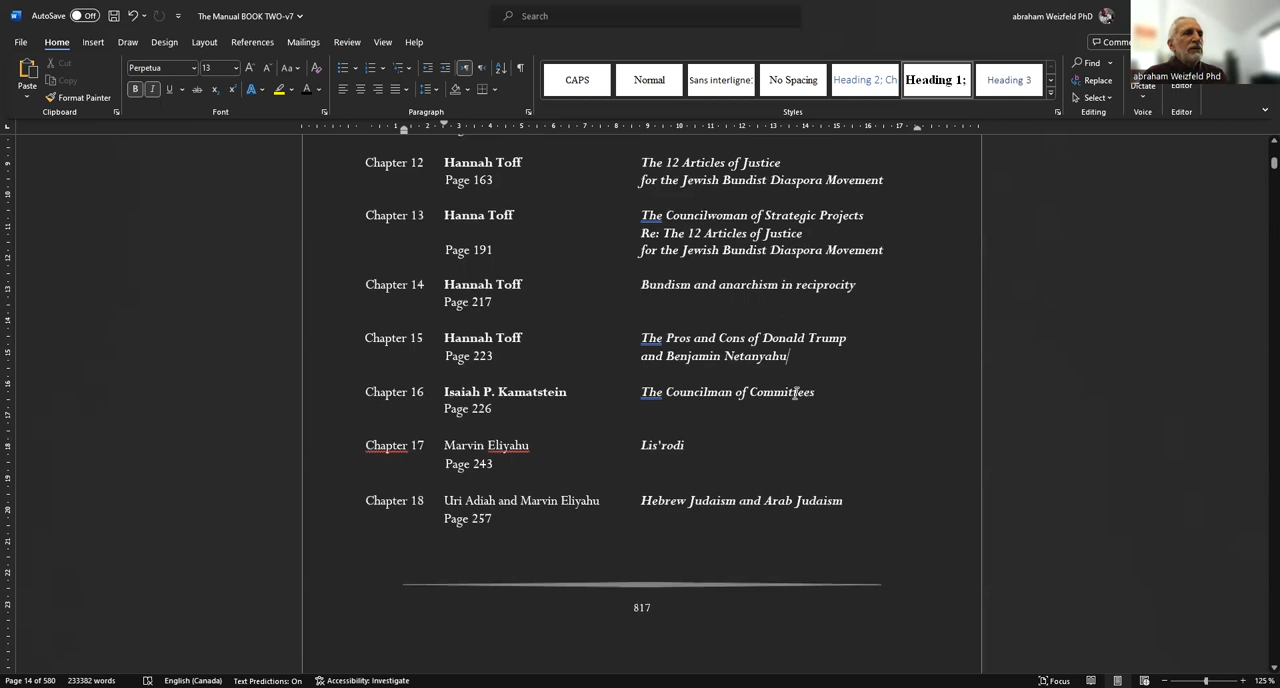 AutoSave Off The Manual BOOK TWO-v7 Search abraham Weizfeld PhD
File Home Insert Draw Design Layout References Mailings Review View Help
abraham Weizfeld Phd
Paste Cut Copy Format Painter
Perpetua 13
CAPS Normal Sans interligne; No Spacing Heading 2; Ch Heading 1; Heading 3
Find Replace Select Dictate Editor
Clipboard Font Paragraph Styles Editing Voice Editor
Chapter 12 Hannah Toff The 12 Articles of Justice
Page 163 for the Jewish Bundist Diaspora Movement
Chapter 13 Hanna Toff The Councilwoman of Strategic Projects
Re: The 12 Articles of Justice
Page 191 for the Jewish Bundist Diaspora Movement
Chapter 14 Hannah Toff Bundism and anarchism in reciprocity
Page 217
Chapter 15 Hannah Toff The Pros and Cons of Donald Trump
Page 223 and Benjamin Netanyahu
Chapter 16 Isaiah P. Kamatstein The Councilman of Committees
Page 226
Chapter 17 Marvin Eliyahu Lis'rodi
Page 243
Chapter 18 Uri Adiah and Marvin Eliyahu Hebrew Judaism and Arab Judaism
Page 257
817
Page 14 of 580 233382 words English (Canada) Text Predictions: On Accessibility: Investigate Focus 125 %